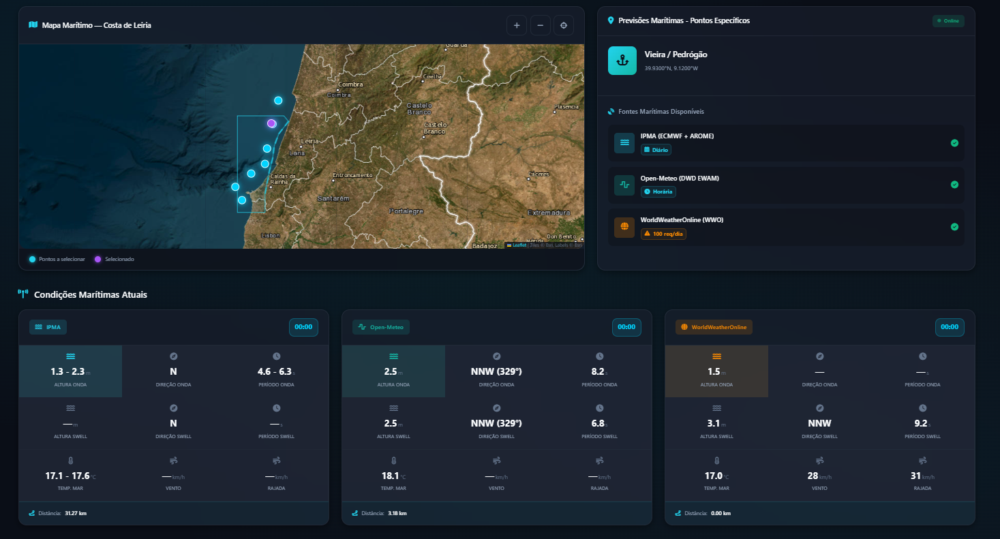 Mapa Marítimo — Costa de Leiria
Guarda
Covilhã
Coimbra
Coimbra
Plasencia
Castelo
Branco
Castelo
Branco
Leiria
Leiria
Caldas da
Rainha
Entroncamento
Cáceres
Santarém
Portalegre
Extremadura
Lisbon
Don Benito
Mérida
Badajoz
Leaflet | Tiles © Esri, Labels © Esri
Pontos a selecionar
Selecionado
Previsões Marítimas - Pontos Específicos
Online
Vieira / Pedrógão
39.9300°N, 9.1200°W
Fontes Marítimas Disponíveis
IPMA (ECMWF + AROME)
Diário
Open-Meteo (DWD EWAM)
Horária
WorldWeatherOnline (WWO)
100 req/dia
Condições Marítimas Atuais
IPMA
00:00
1.3 - 2.3 m
N
4.6 - 6.3 s
ALTURA ONDA
DIREÇÃO ONDA
PERÍODO ONDA
— m
N
— s
ALTURA SWELL
DIREÇÃO SWELL
PERÍODO SWELL
17.1 - 17.6 °C
— km/h
— km/h
TEMP. MAR
VENTO
RAJADA
Distância: 31.27 km
Open-Meteo
00:00
2.5 m
NNW (329°)
8.2 s
ALTURA ONDA
DIREÇÃO ONDA
PERÍODO ONDA
2.5 m
NNW (329°)
6.8 s
ALTURA SWELL
DIREÇÃO SWELL
PERÍODO SWELL
18.1 °C
— km/h
— km/h
TEMP. MAR
VENTO
RAJADA
Distância: 3.18 km
WorldWeatherOnline
00:00
1.5 m
—
— s
ALTURA ONDA
DIREÇÃO ONDA
PERÍODO ONDA
3.1 m
NNW
9.2 s
ALTURA SWELL
DIREÇÃO SWELL
PERÍODO SWELL
17.0 °C
28 km/h
31 km/h
TEMP. MAR
VENTO
RAJADA
Distância: 0.00 km